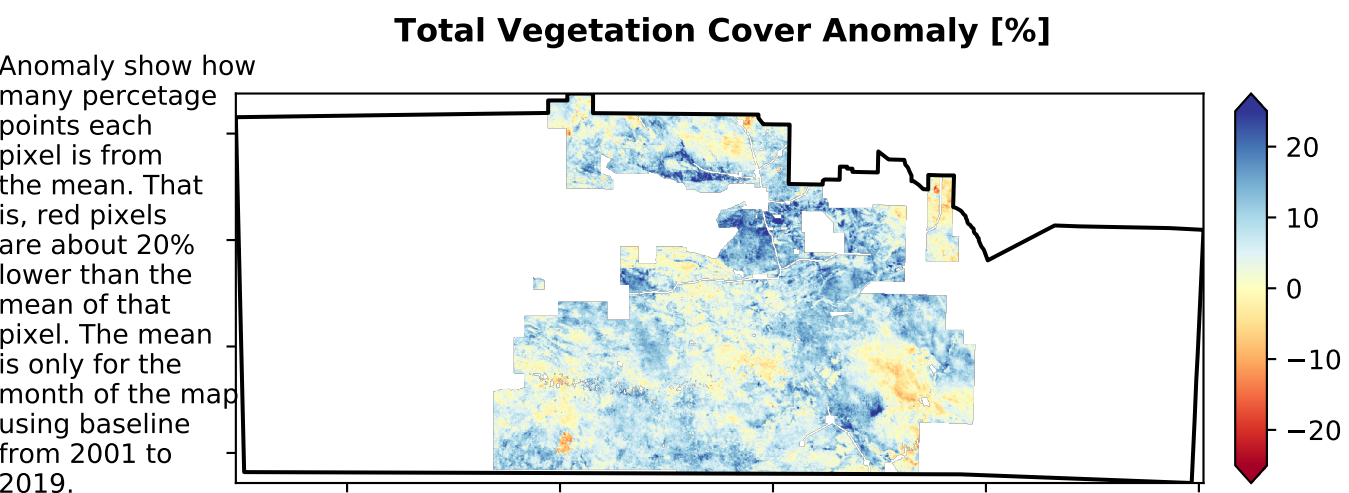 Total Vegetation Cover Anomaly [%]
Anomaly show how
many percetage
points each
pixel is from
the mean. That
is, red pixels
are about 20%
lower than the
mean of that
pixel. The mean
is only for the
month of the map
using baseline
from 2001 to
2019.
20
10
0
−10
−20